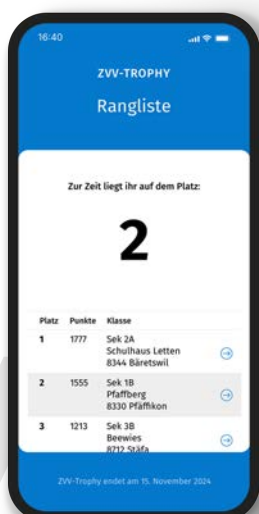 16:40
ZVV-TROPHY
Rangliste
Zur Zeit liegt ihr auf dem Platz:
2
Platz Punkte Klasse
1 1777 Sek 2A
Schulhaus Letten
8344 Bäretswil
2 1555 Sek 1B
Pfaffberg
8330 Pfäffikon
3 1213 Sek 3B
Beewies
8712 Stäfa
ZVV-Trophy endet am 15. November 2024